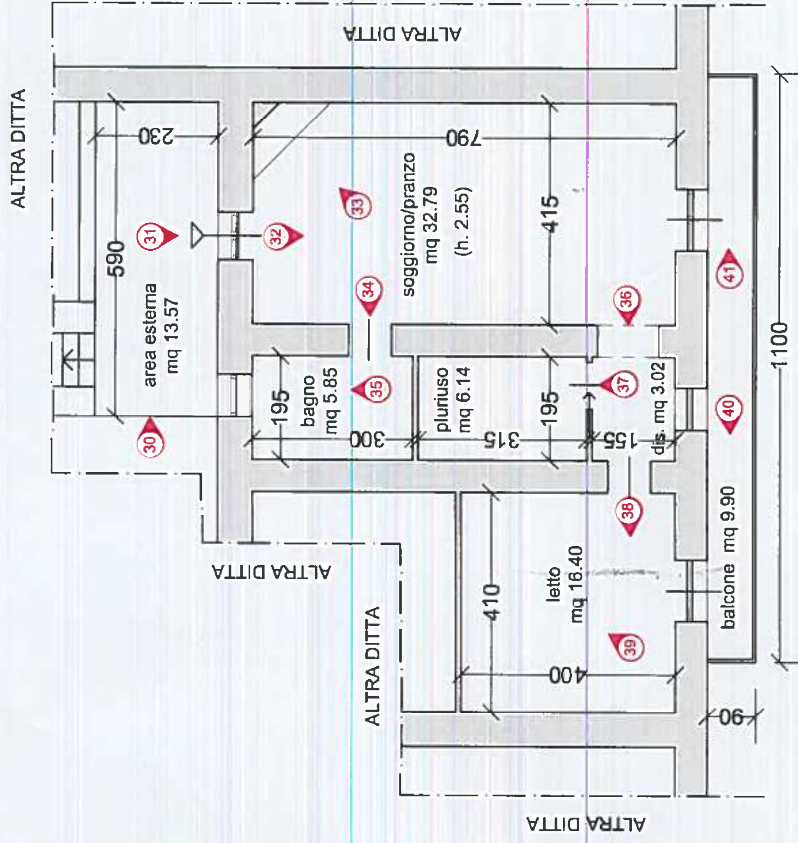 ALTRA DITTA
ALTRA DITTA
590
230
31
30
area esterna
mq 13.57
32
33
790
soggiorno/pranzo
mq 32.79
(h. 2.55)
415
34
35
195
bagno
mq 5.85
300
pluriuso
mq 6.14
195
315
36
37
dis. mq 3.02
155
ALTRA DITTA
ALTRA DITTA
410
letto
mq 16.40
400
38
39
40
41
balcone mq 9.90
90
1100
ALTRA DITTA